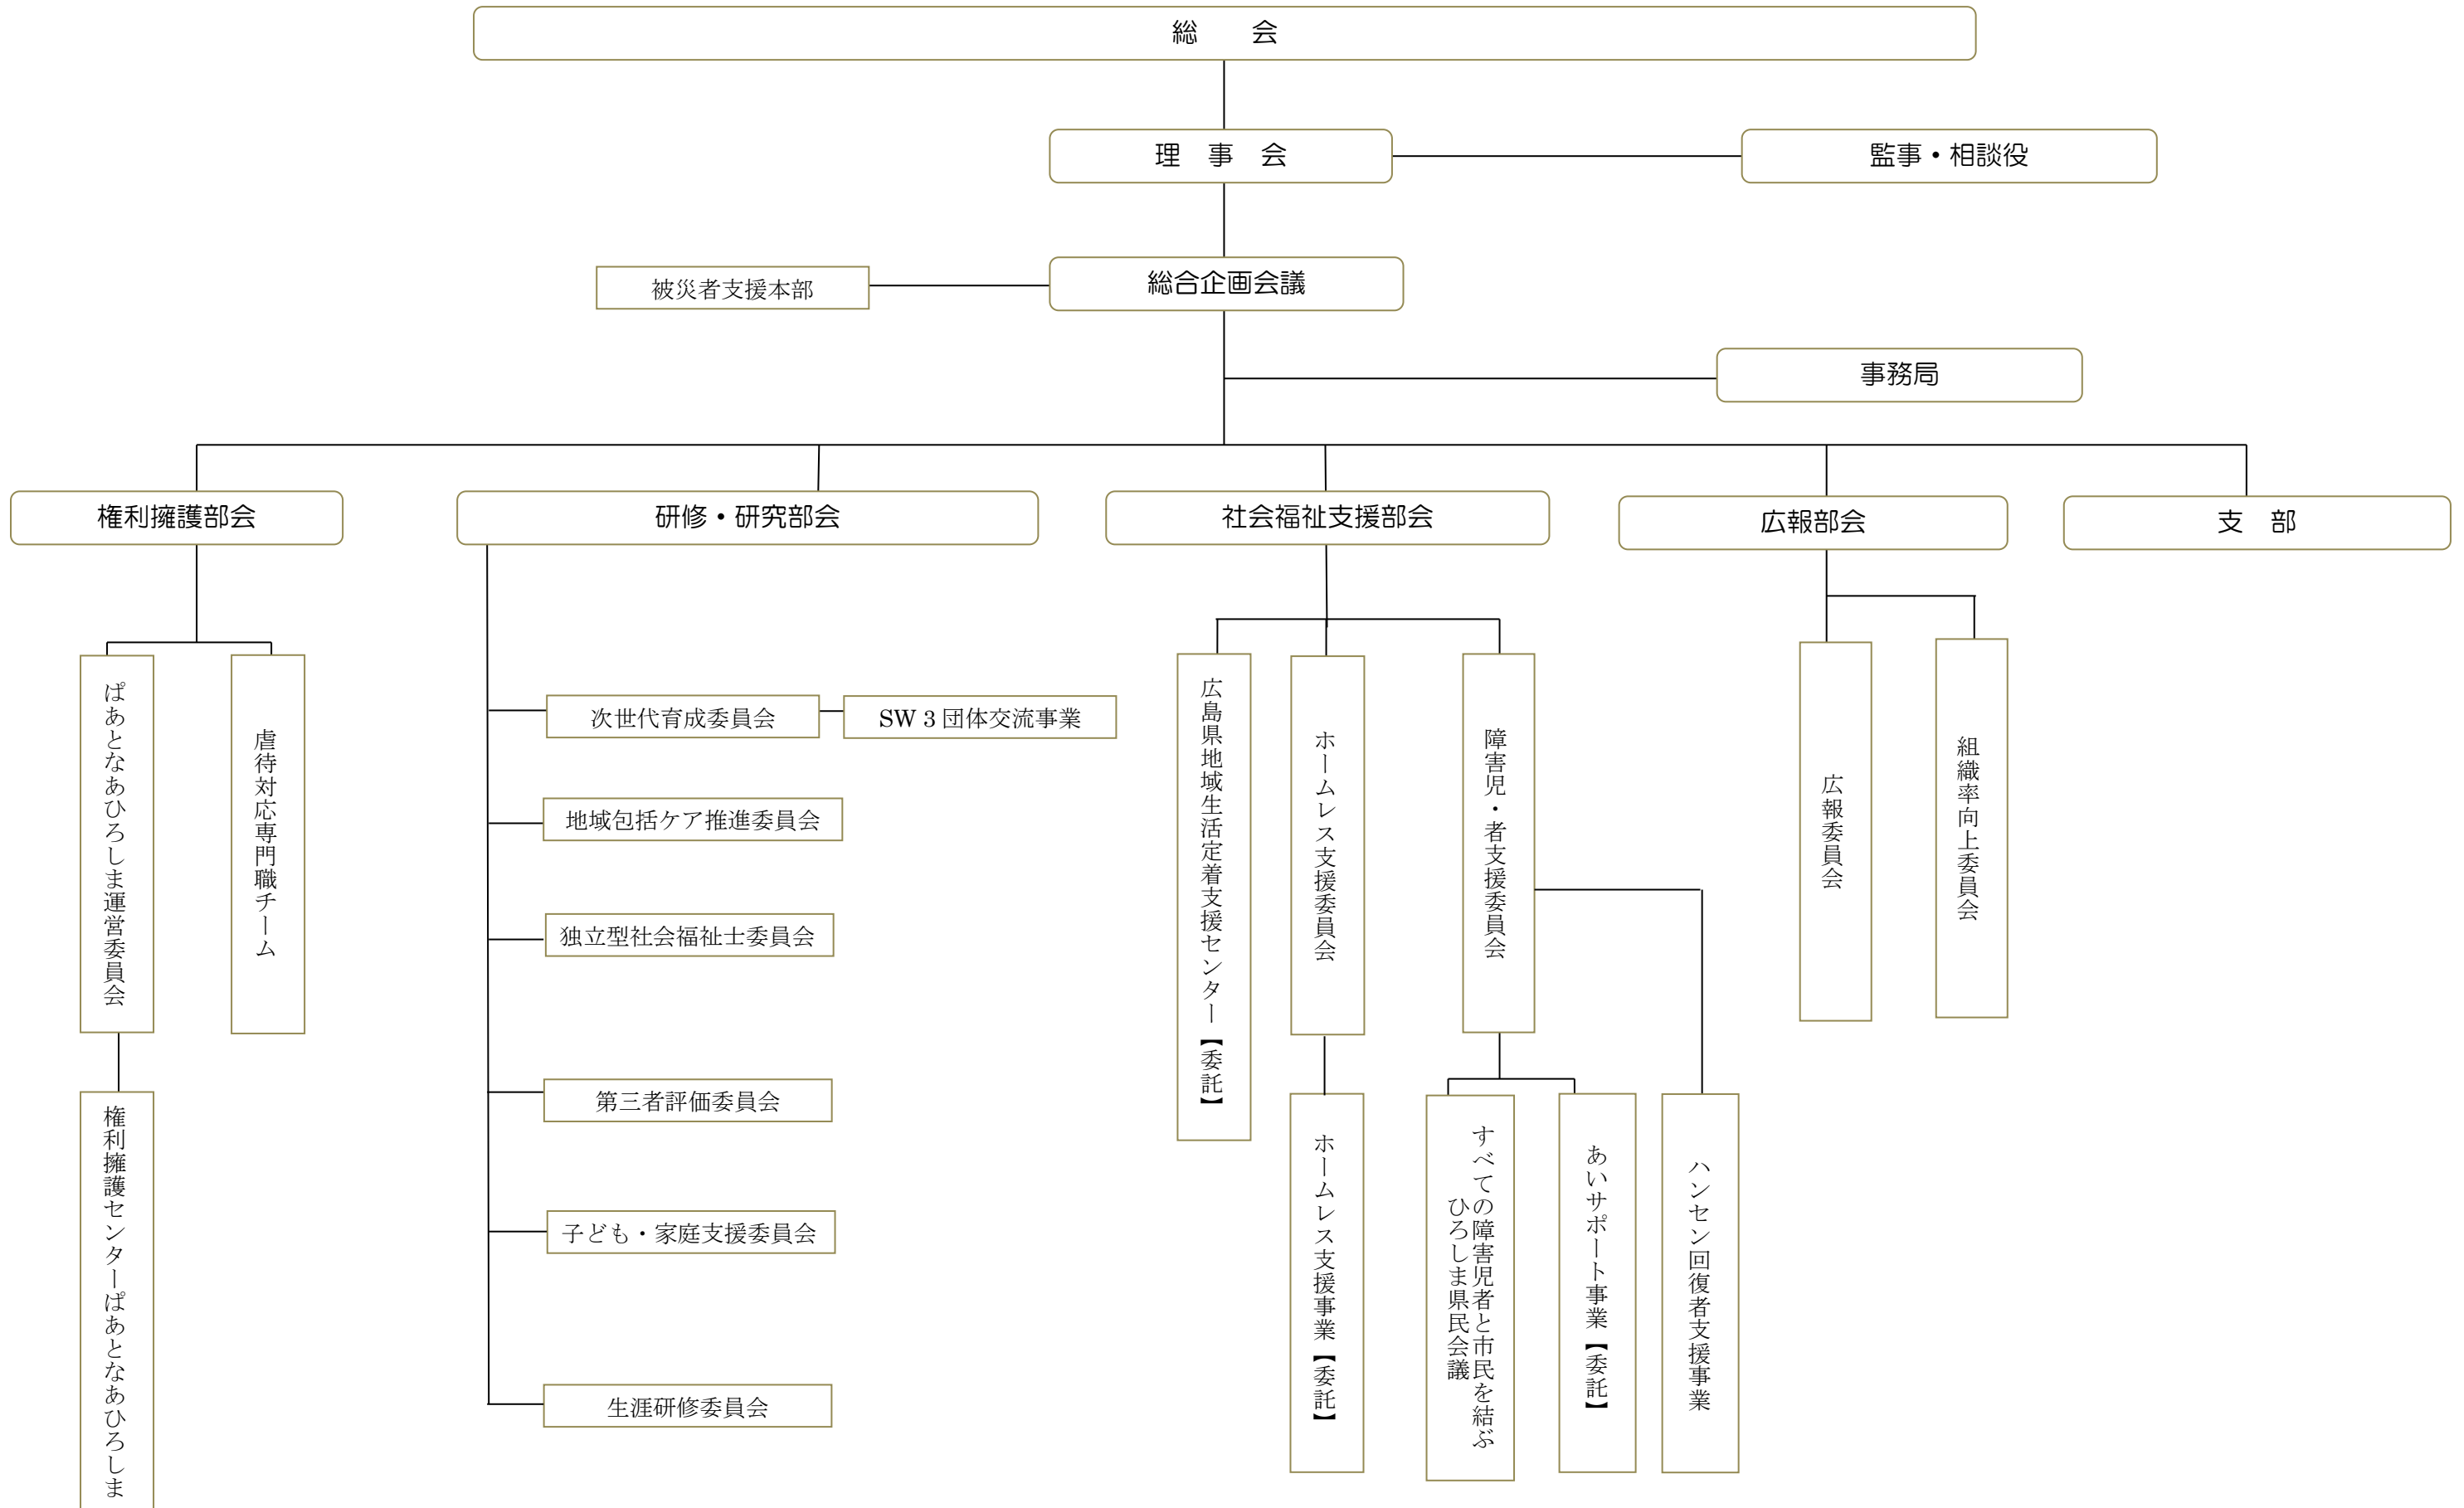 総　　会
理　事　会
監事・相談役
総合企画会議
被災者支援本部
事務局
権利擁護部会
研修・研究部会
社会福祉支援部会
広報部会
支　部
ぱあとなあひろしま運営委員会
虐待対応専門職チーム
権利擁護センターぱあとなあひろしま
次世代育成委員会
SW３団体交流事業
地域包括ケア推進委員会
独立型社会福祉士委員会
第三者評価委員会
子ども・家庭支援委員会
生涯研修委員会
広島県地域生活定着支援センター【委託】
ホームレス支援委員会
障害児・者支援委員会
ホームレス支援事業【委託】
すべての障害児者と市民を結ぶ
ひろしま県民会議
あいサポート事業【委託】
ハンセン回復者支援事業
広報委員会
組織率向上委員会